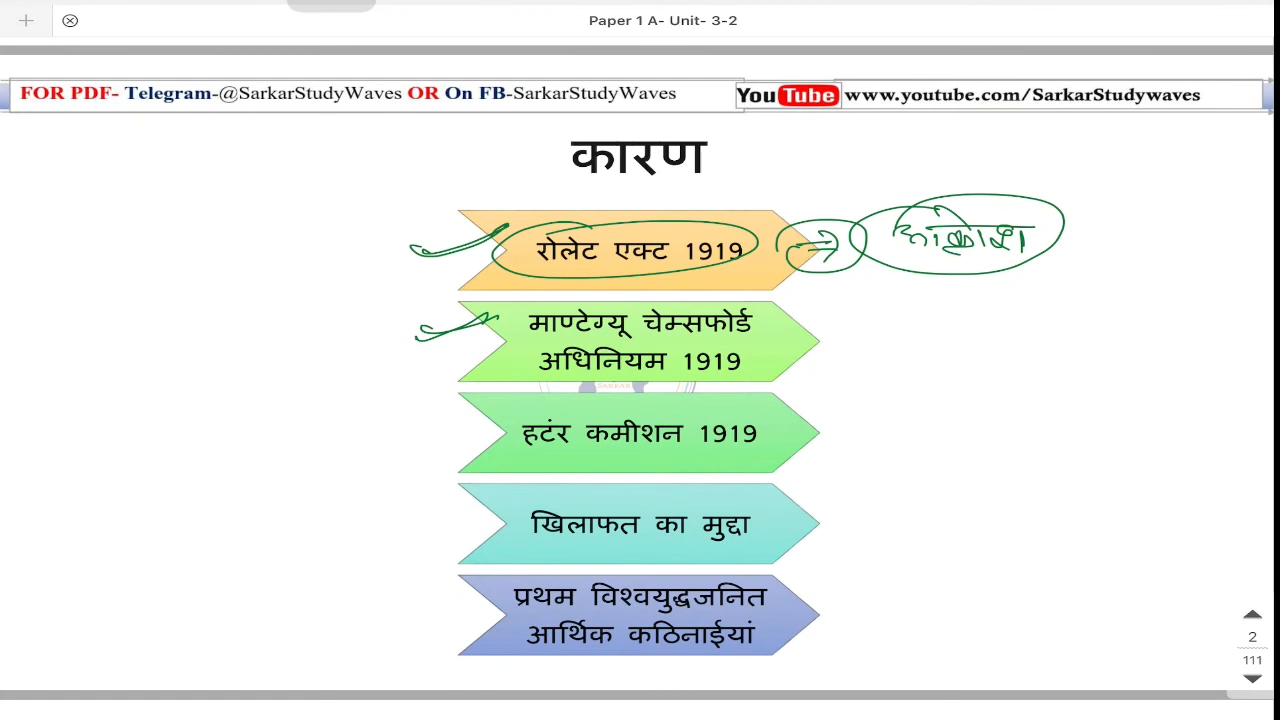 Paper 1 A- Unit- 3-2
FOR PDF- Telegram-@SarkarStudyWaves OR On FB-SarkarStudyWaves
YouTube www.youtube.com/SarkarStudywaves
कारण
रोलेट एक्ट 1919
आक्रोश
माण्टेग्यू चेम्सफोर्ड
अधिनियम 1919
SARKAR
हटंर कमीशन 1919
खिलाफत का मुद्दा
प्रथम विश्वयुद्धजनित
आर्थिक कठिनाईयां
2
111